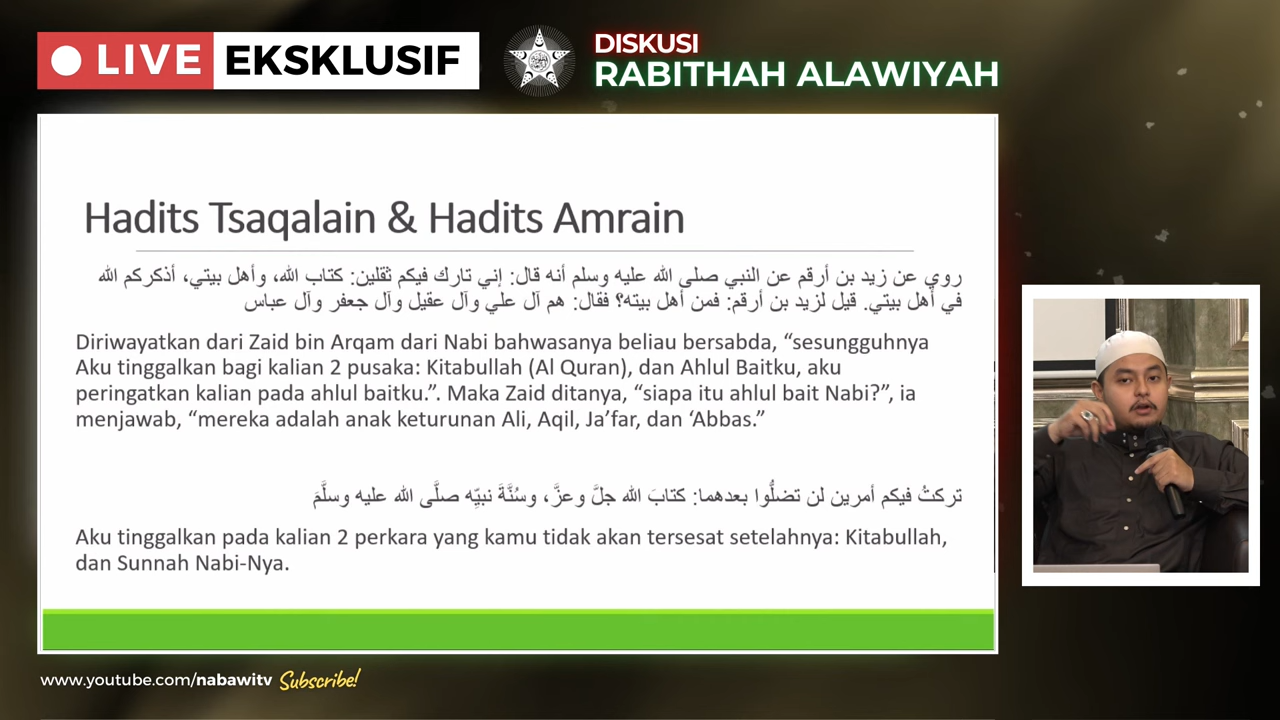 LIVE EKSKLUSIF
DISKUSI
RABITHAH ALAWIYAH
Hadits Tsaqalain & Hadits Amrain
روي عن زيد بن أرقم عن النبي صلى الله عليه وسلم أنه قال: إني تارك فيكم ثقلين: كتاب الله، وأهل بيتي، أذكركم الله
في أهل بيتي. قيل لزيد بن أرقم: فمن أهل بيته؟ فقال: هم آل علي وآل عقيل وآل جعفر وآل عباس
Diriwayatkan dari Zaid bin Arqam dari Nabi bahwasanya beliau bersabda, “sesungguhnya
Aku tinggalkan bagi kalian 2 pusaka: Kitabullah (Al Quran), dan Ahlul Baitku, aku
peringatkan kalian pada ahlul baitku.”. Maka Zaid ditanya, “siapa itu ahlul bait Nabi?”, ia
menjawab, “mereka adalah anak keturunan Ali, Aqil, Ja’far, dan ‘Abbas.”
تركتُ فيكم أمرين لن تضلُّوا بعدهما: كتابَ الله جلَّ وعزَّ، وسُنَّةَ نبيِّه صلَّى الله عليه وسلَّمَ
Aku tinggalkan pada kalian 2 perkara yang kamu tidak akan tersesat setelahnya: Kitabullah,
dan Sunnah Nabi-Nya.
www.youtube.com/nabawitv Subscribe!